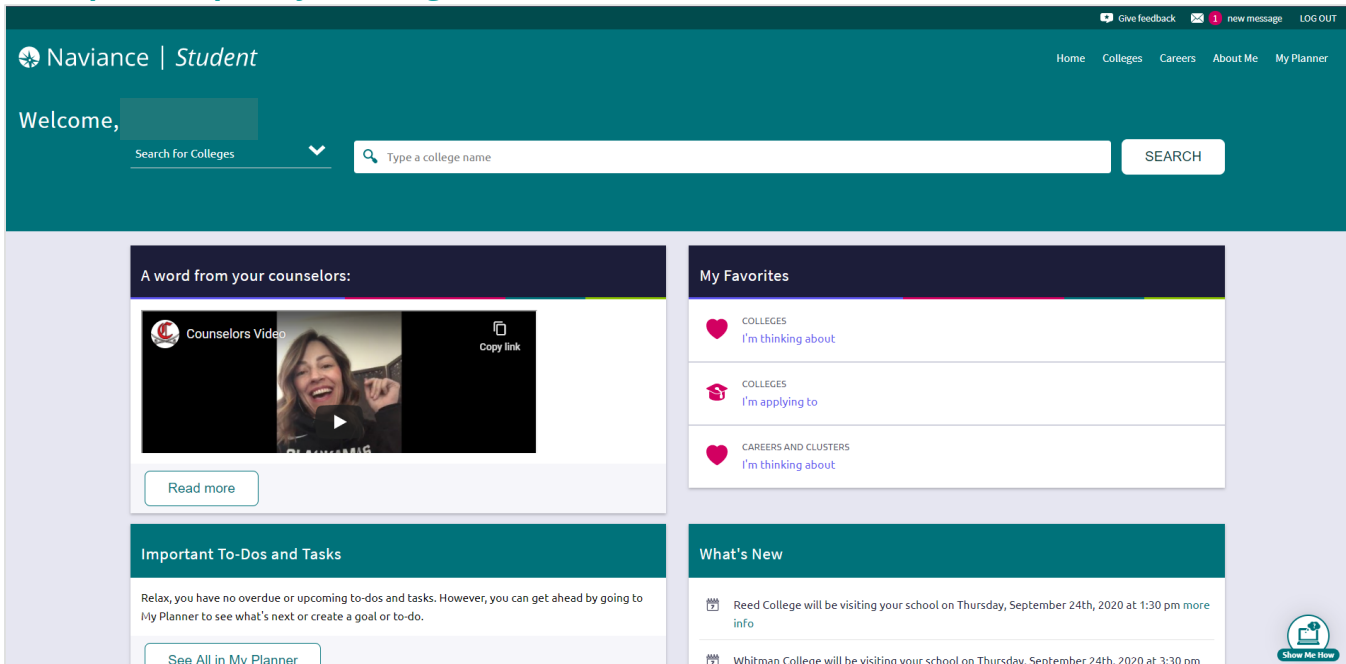 Give feedback 1 new message LOG OUT
Naviance | Student
Home Colleges Careers About Me My Planner
Welcome,
Search for Colleges
Type a college name
SEARCH
A word from your counselors:
Counselors Video
Copy link
Read more
My Favorites
COLLEGES
I'm thinking about
COLLEGES
I'm applying to
CAREERS AND CLUSTERS
I'm thinking about
Important To-Dos and Tasks
Relax, you have no overdue or upcoming to-dos and tasks. However, you can get ahead by going to
My Planner to see what's next or create a goal or to-do.
See All in My Planner
What's New
Reed College will be visiting your school on Thursday, September 24th, 2020 at 1:30 pm more
info
Whitman College will be visiting your school on Thursday, September 24th, 2020 at 3:30 pm
Show Me How